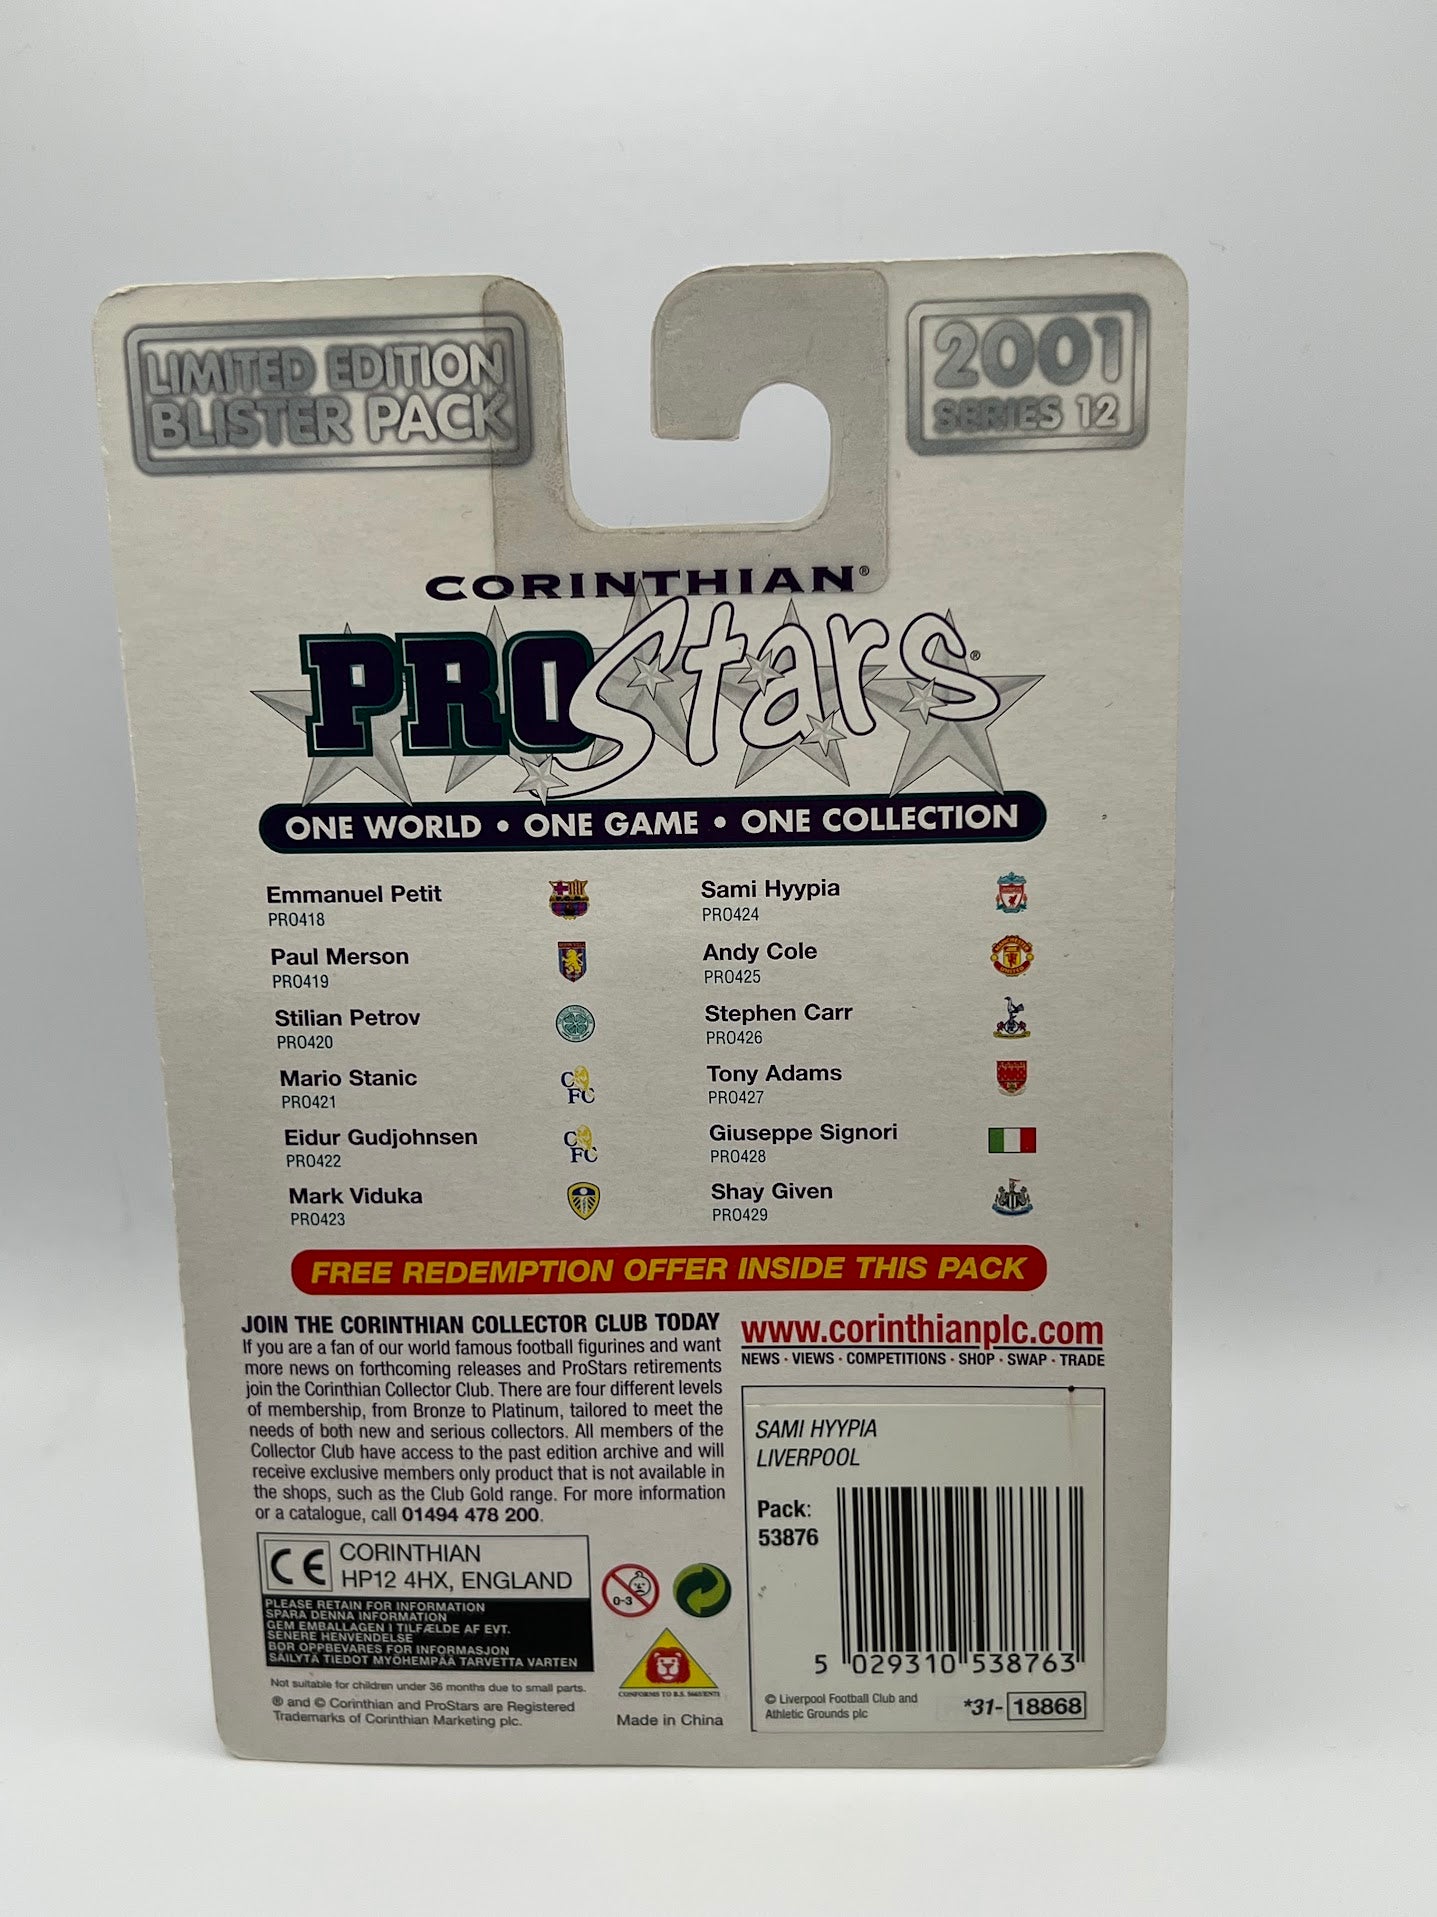 LIMITED EDITION
BLISTER PACK
2001
SERIES 12
CORINTHIAN®
PROStars®
ONE WORLD • ONE GAME • ONE COLLECTION
Emmanuel Petit
PRO418
Paul Merson
PRO419
Stilian Petrov
PRO420
Mario Stanic
PRO421
Eidur Gudjohnsen
PRO422
Mark Viduka
PRO423
Sami Hyypia
PRO424
Andy Cole
PRO425
Stephen Carr
PRO426
Tony Adams
PRO427
Giuseppe Signori
PRO428
Shay Given
PRO429
FREE REDEMPTION OFFER INSIDE THIS PACK
JOIN THE CORINTHIAN COLLECTOR CLUB TODAY
If you are a fan of our world famous football figurines and want
more news on forthcoming releases and ProStars retirements
join the Corinthian Collector Club. There are four different levels
of membership, from Bronze to Platinum, tailored to meet the
needs of both new and serious collectors. All members of the
Collector Club have access to the past edition archive and will
receive exclusive members only product that is not available in
the shops, such as the Club Gold range. For more information
or a catalogue, call 01494 478 200.
CE CORINTHIAN
HP12 4HX, ENGLAND
PLEASE RETAIN FOR INFORMATION
SPARA DENNA INFORMATION
GEM EMBALLAGEN I TILFÆLDE AF EVT.
SENERE HENVENDELSE
BØR OPPBEVARES FOR INFORMASJON
SÄILYTÄ TIEDOT MYÖHEMPÄÄ TARVETTA VARTEN
Not suitable for children under 36 months due to small parts.
® and © Corinthian and ProStars are Registered
Trademarks of Corinthian Marketing plc.
0-3
CONFORMS TO B.S. 5665/EN71
Made in China
www.corinthianplc.com
NEWS · VIEWS · COMPETITIONS · SHOP · SWAP · TRADE
SAMI HYYPIA
LIVERPOOL
Pack:
53876
5 029310 538763
© Liverpool Football Club and
Athletic Grounds plc
*31- 18868